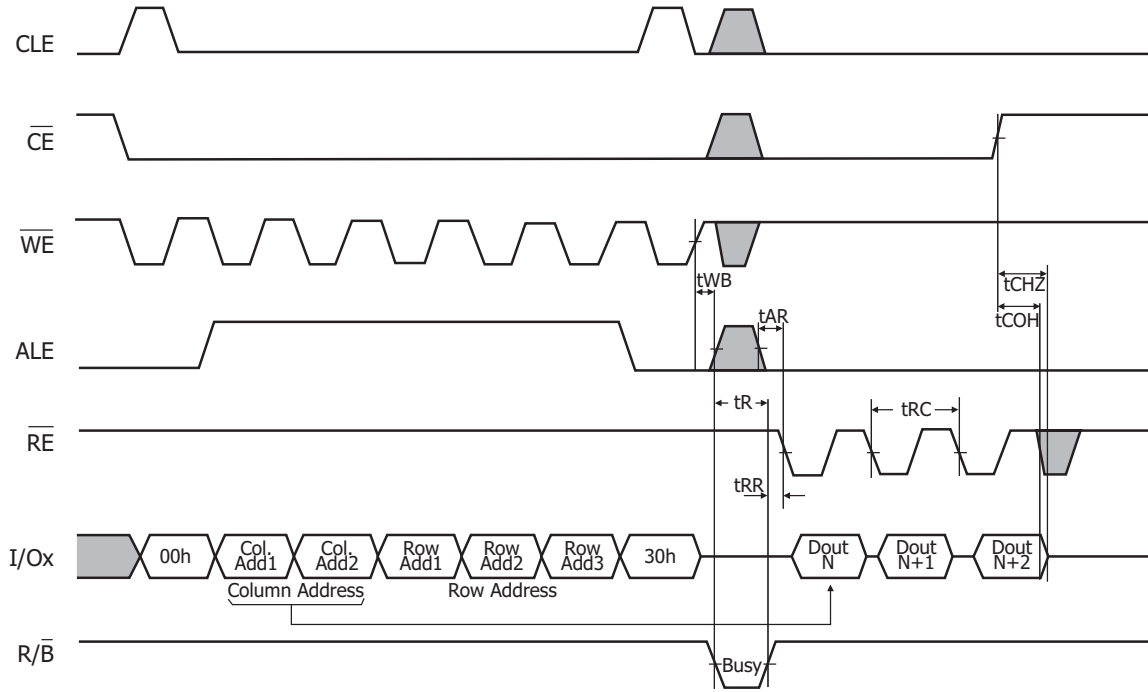 CLE
CE
WE
tWB
tCHZ
tCOH
tAR
ALE
tR
tRC
RE
tRR
I/Ox
00h
Col.
Add1
Col.
Add2
Row
Add1
Row
Add2
Row
Add3
30h
Dout
N
Dout
N+1
Dout
N+2
Column Address
Row Address
R/B
Busy